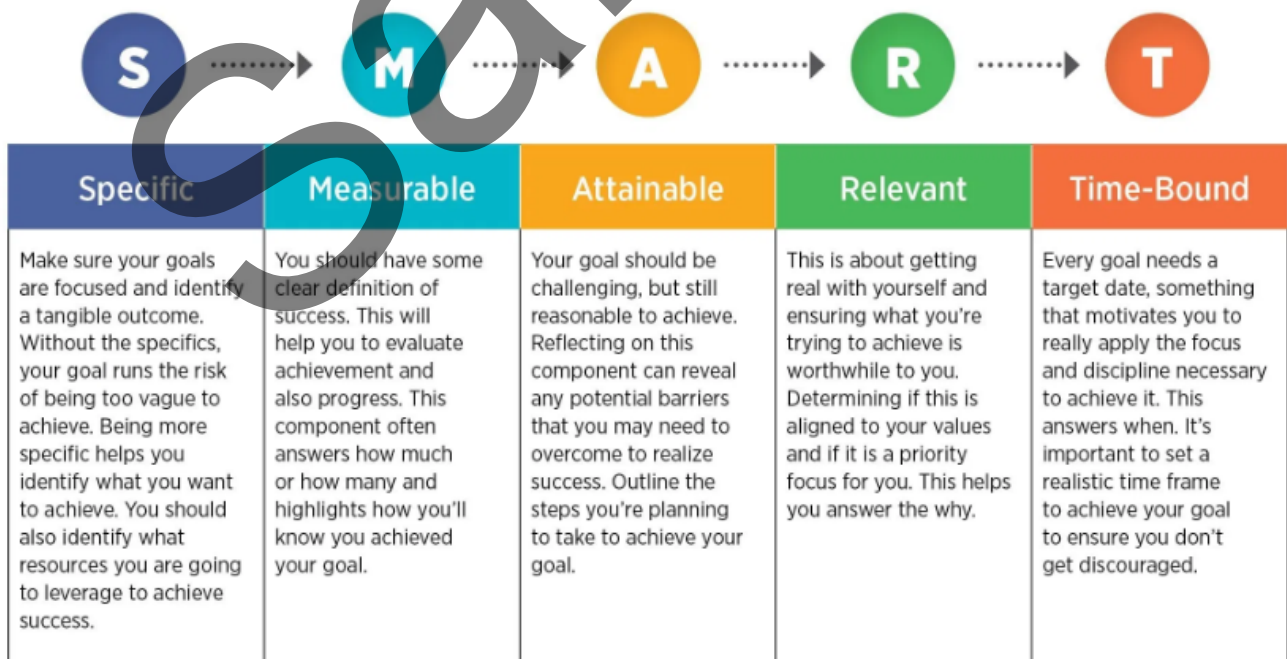 S M A R T
Specific
Make sure your goals
are focused and identify
a tangible outcome.
Without the specifics,
your goal runs the risk
of being too vague to
achieve. Being more
specific helps you
identify what you want
to achieve. You should
also identify what
resources you are going
to leverage to achieve
success.
Measurable
You should have some
clear definition of
success. This will
help you to evaluate
achievement and
also progress. This
component often
answers how much
or how many and
highlights how you'll
know you achieved
your goal.
Attainable
Your goal should be
challenging, but still
reasonable to achieve.
Reflecting on this
component can reveal
any potential barriers
that you may need to
overcome to realize
success. Outline the
steps you're planning
to take to achieve your
goal.
Relevant
This is about getting
real with yourself and
ensuring what you're
trying to achieve is
worthwhile to you.
Determining if this is
aligned to your values
and if it is a priority
focus for you. This helps
you answer the why.
Time-Bound
Every goal needs a
target date, something
that motivates you to
really apply the focus
and discipline necessary
to achieve it. This
answers when. It's
important to set a
realistic time frame
to achieve your goal
to ensure you don't
get discouraged.